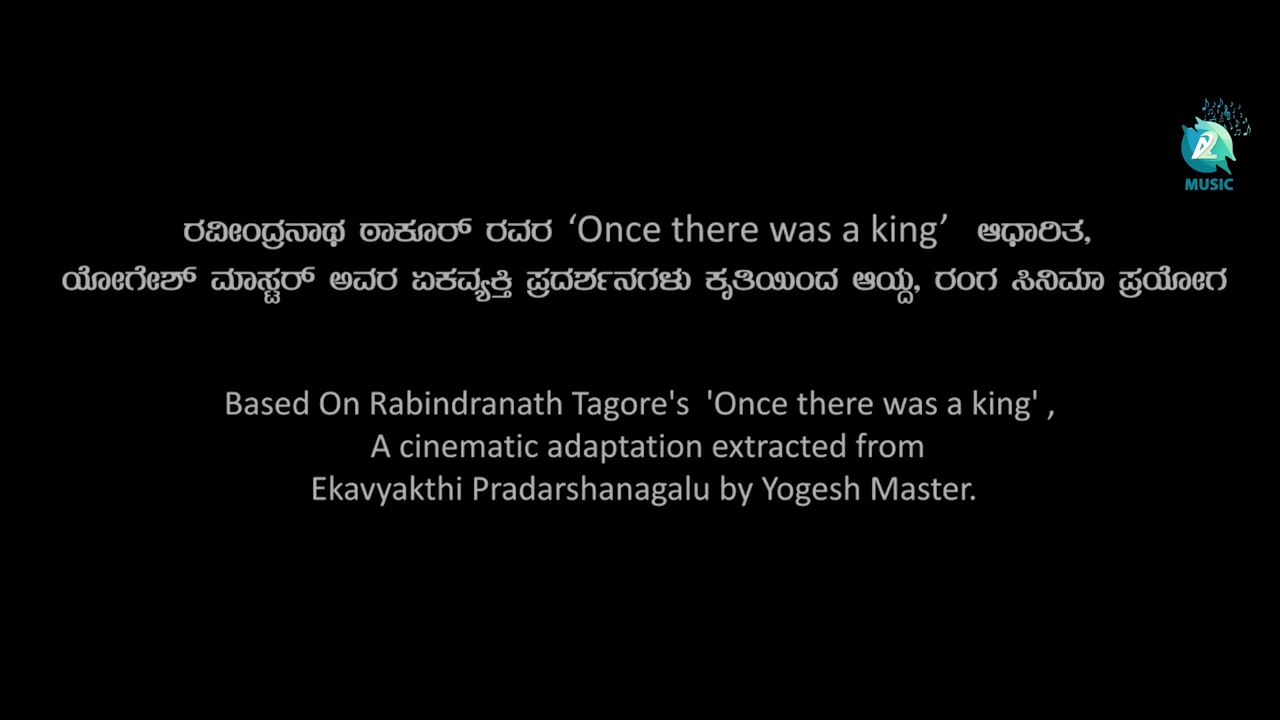 MUSIC
ರವೀಂದ್ರನಾಥ ಠಾಕೂರ್ ರವರ ‘Once there was a king’ ಆಧಾರಿತ,
ಯೋಗೇಶ್ ಮಾಸ್ಟರ್ ಅವರ ಏಕವ್ಯಕ್ತಿ ಪ್ರದರ್ಶನಗಳು ಕೃತಿಯಿಂದ ಆಯ್ದ, ರಂಗ ಸಿನಿಮಾ ಪ್ರಯೋಗ
Based On Rabindranath Tagore's 'Once there was a king' ,
A cinematic adaptation extracted from
Ekavyakthi Pradarshanagalu by Yogesh Master.